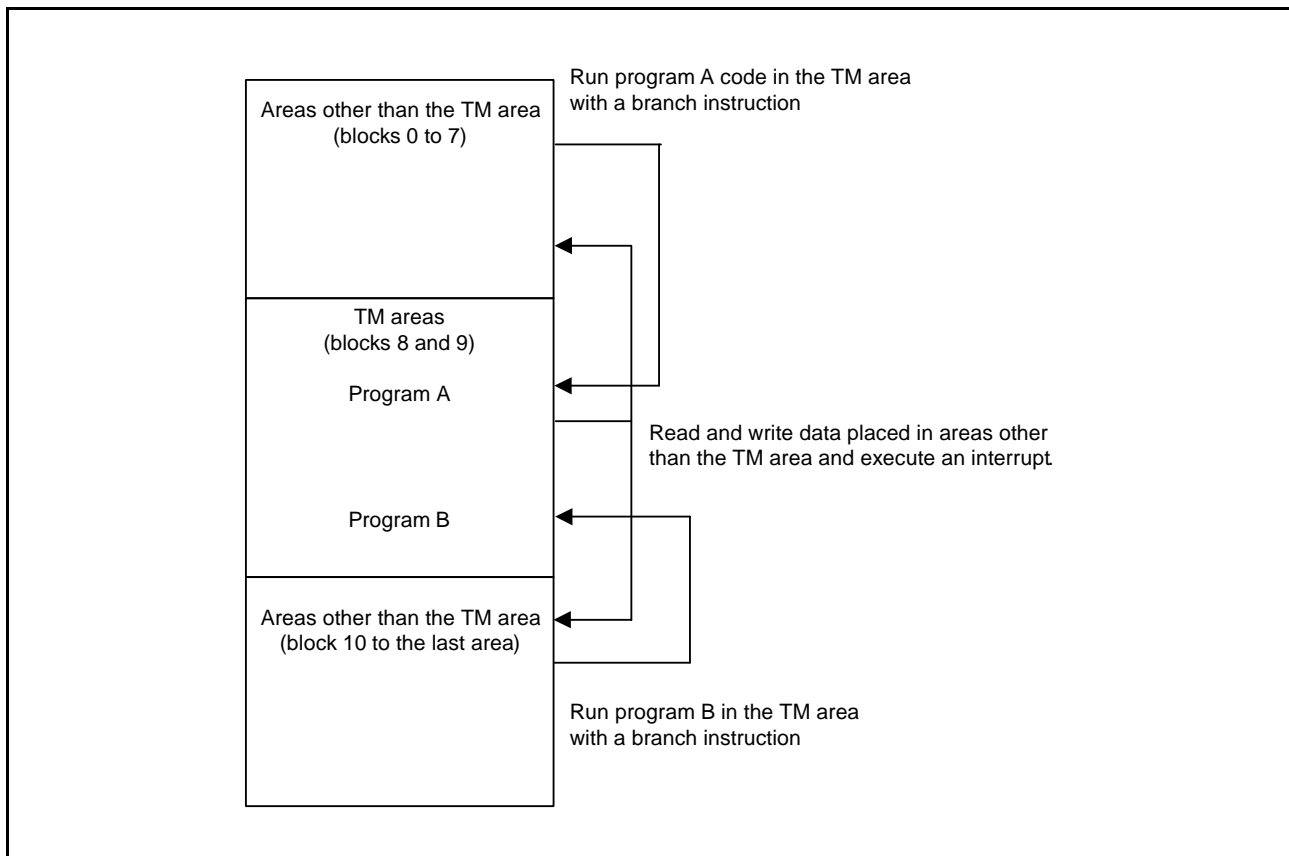 Run program A code in the TM area
with a branch instruction
Areas other than the TM area
(blocks 0 to 7)
TM areas
(blocks 8 and 9)
Program A
Read and write data placed in areas other
than the TM area and execute an interrupt.
Program B
Areas other than the TM area
(block 10 to the last area)
Run program B in the TM area
with a branch instruction